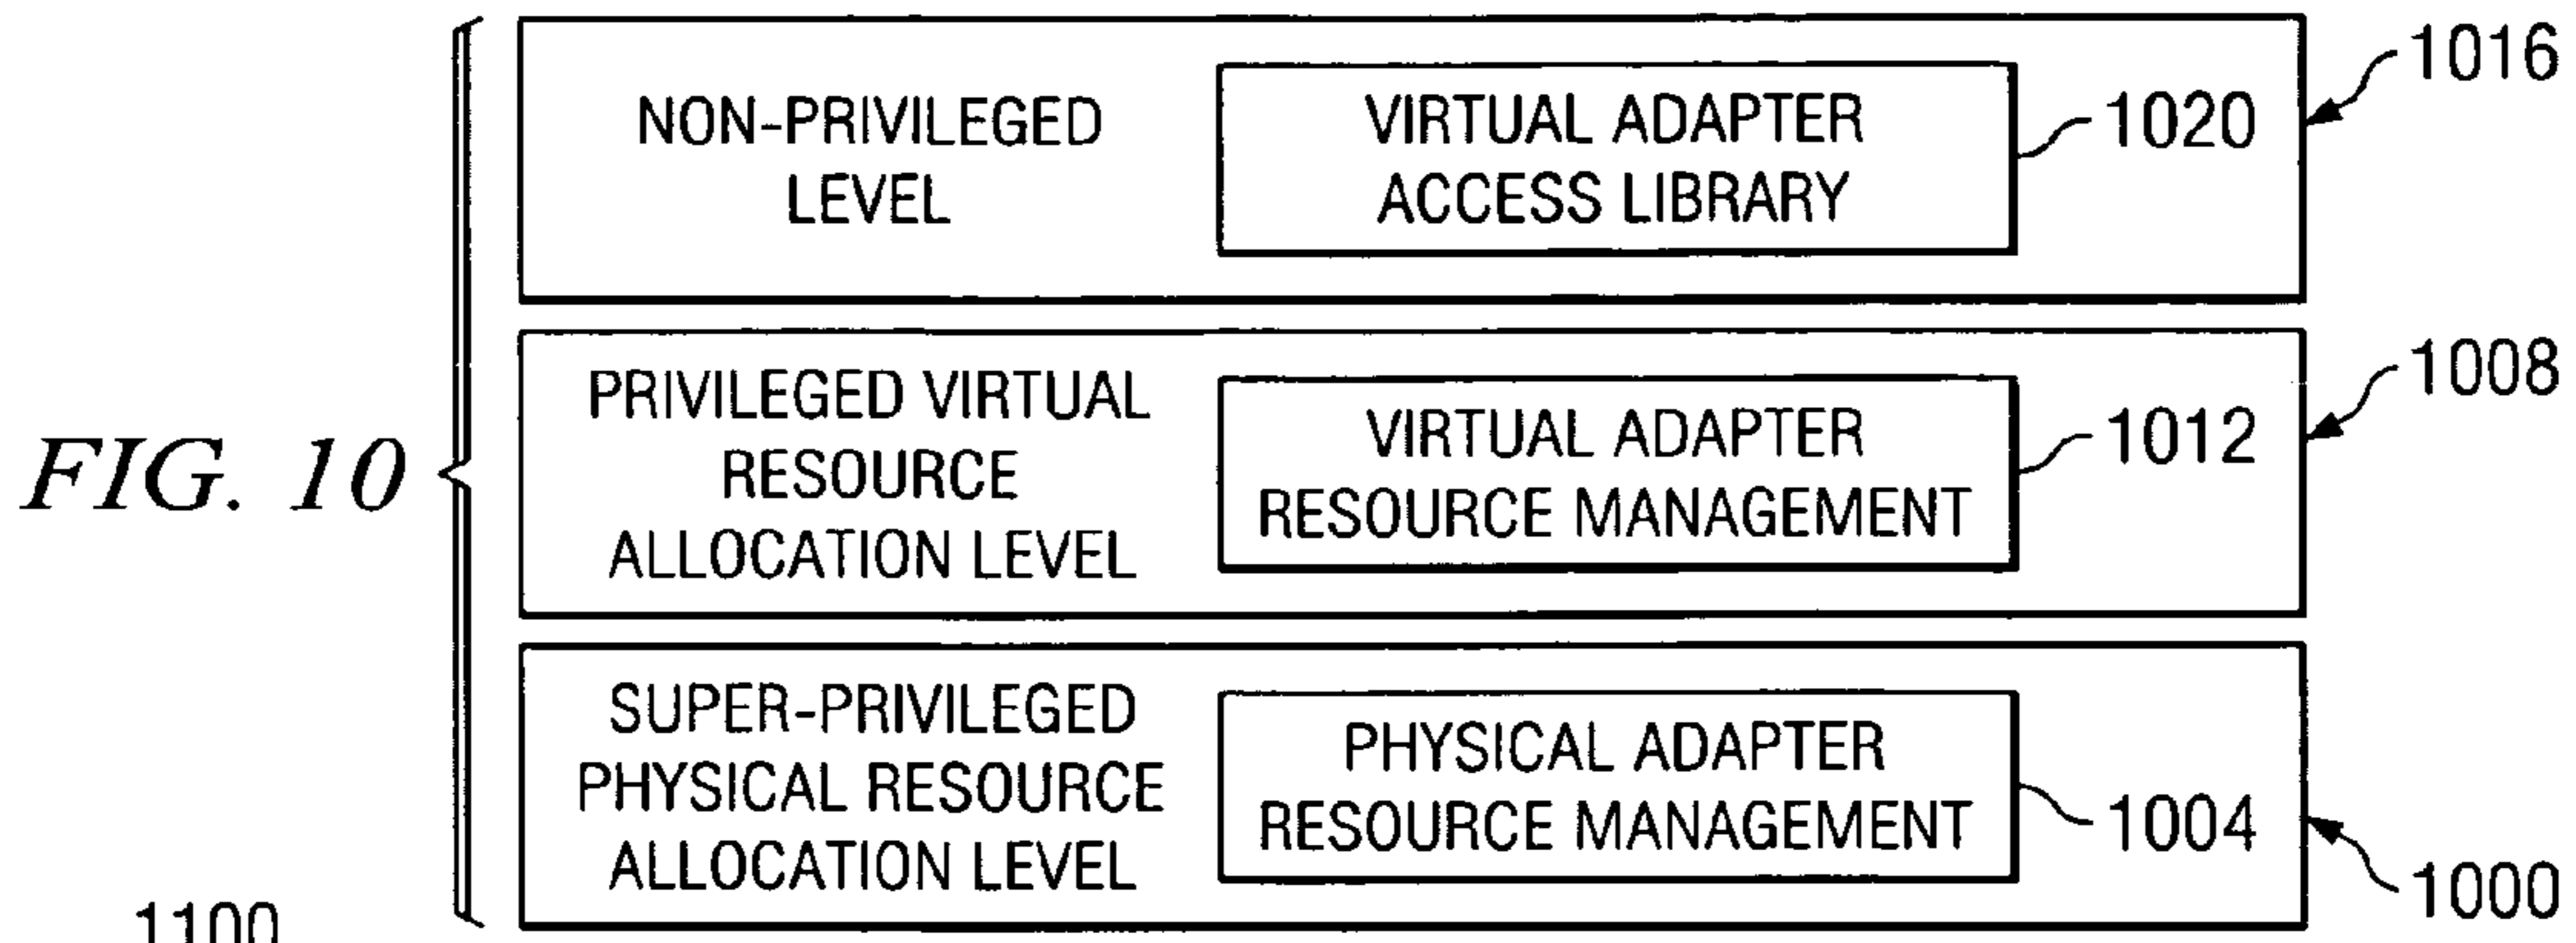 FIG. 10
NON-PRIVILEGED
LEVEL
VIRTUAL ADAPTER
ACCESS LIBRARY
1020
1016
PRIVILEGED VIRTUAL
RESOURCE
ALLOCATION LEVEL
VIRTUAL ADAPTER
RESOURCE MANAGEMENT
1012
1008
SUPER-PRIVILEGED
PHYSICAL RESOURCE
ALLOCATION LEVEL
PHYSICAL ADAPTER
RESOURCE MANAGEMENT
1004
1000
1100